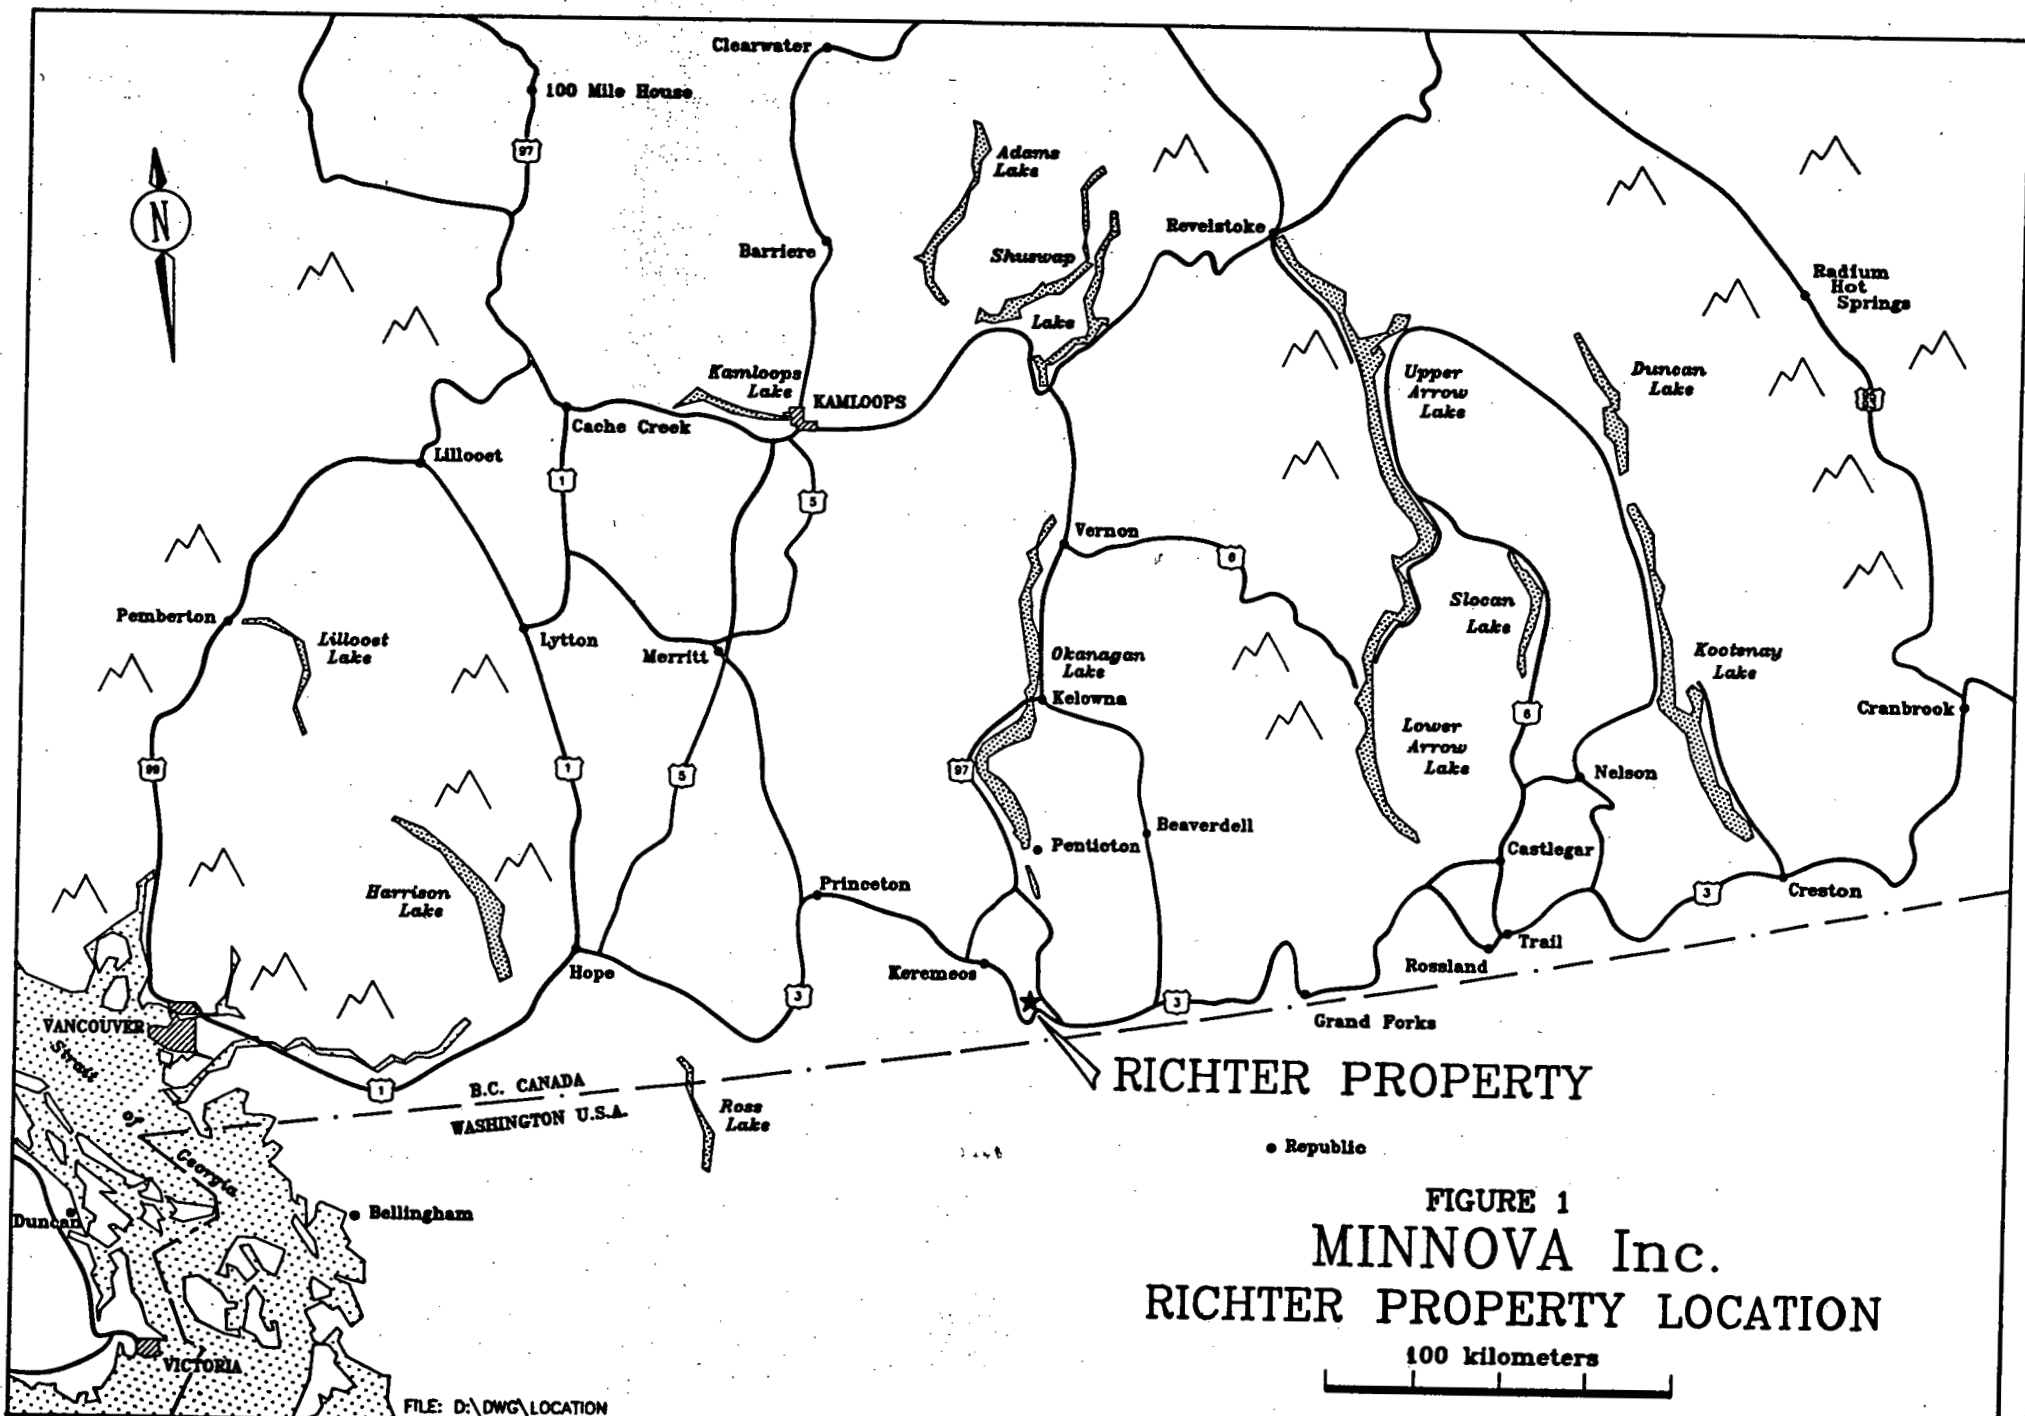 Clearwater
100 Mile House
97
N
Adams
Lake
Barriere
Shuswap
Lake
Revelstoke
Radium
Hot
Springs
Kamloops
Lake
KAMLOOPS
Upper
Arrow
Lake
Duncan
Lake
Cache Creek
Lillooet
1
5
Vernon
6
Pemberton
Lillooet
Lake
Lytton
Merritt
Slocan
Lake
Okanagan
Lake
Kelowna
Kootenay
Lake
Cranbrook
99
1
5
97
6
Lower
Arrow
Lake
Nelson
Beaverdell
Penticton
Castlegar
Harrison
Lake
Princeton
3
Creston
Hope
Keremeos
Trail
Rossland
3
3
Grand Forks
VANCOUVER
Strait
of
Georgia
1
B.C. CANADA
WASHINGTON U.S.A.
Ross
Lake
RICHTER PROPERTY
Republic
Duncan
Bellingham
VICTORIA
FIGURE 1
MINNOVA Inc.
RICHTER PROPERTY LOCATION
100 kilometers
FILE: D:\DWG\LOCATION